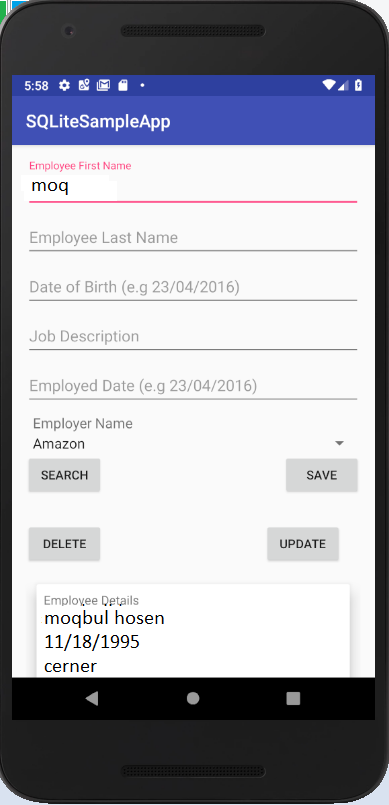 5:58
SQLiteSampleApp
Employee First Name
moq
Employee Last Name
Date of Birth (e.g 23/04/2016)
Job Description
Employed Date (e.g 23/04/2016)
Employer Name
Amazon
SEARCH SAVE
DELETE UPDATE
Employee Details
moqbul hosen
11/18/1995
cerner